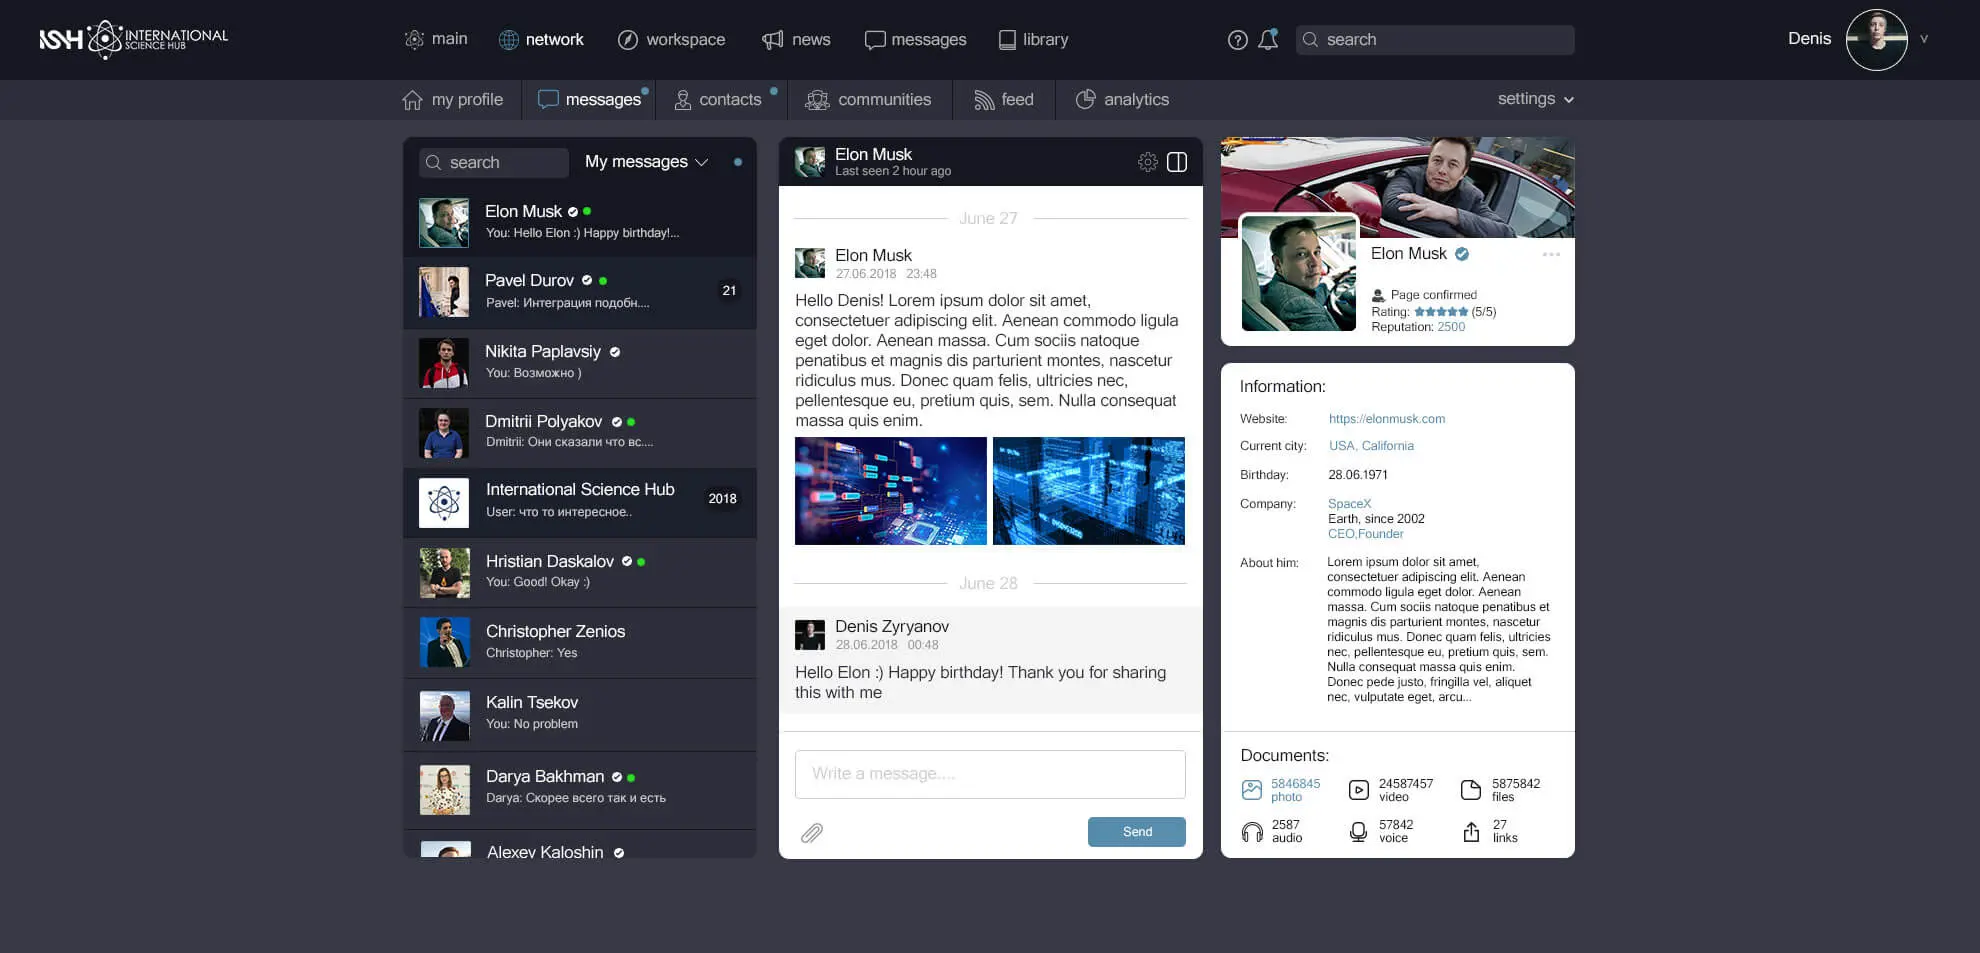 ISH INTERNATIONAL
SCIENCE HUB
main
network
workspace
news
messages
library
search
Denis
my profile
messages
contacts
communities
feed
analytics
settings
search
My messages
Elon Musk
You: Hello Elon :) Happy birthday!...
Pavel Durov
Pavel: Интеграция подобн....
21
Nikita Paplavsiy
You: Возможно )
Dmitrii Polyakov
Dmitrii: Они сказали что вс....
International Science Hub
User: что то интересное..
2018
Hristian Daskalov
You: Good! Okay :)
Christopher Zenios
Christopher: Yes
Kalin Tsekov
You: No problem
Darya Bakhman
Darya: Скорее всего так и есть
Alexey Kaloshin
Elon Musk
Last seen 2 hour ago
June 27
Elon Musk
27.06.2018 23:48
Hello Denis! Lorem ipsum dolor sit amet,
consectetuer adipiscing elit. Aenean commodo ligula
eget dolor. Aenean massa. Cum sociis natoque
penatibus et magnis dis parturient montes, nascetur
ridiculus mus. Donec quam felis, ultricies nec,
pellentesque eu, pretium quis, sem. Nulla consequat
massa quis enim.
June 28
Denis Zyryanov
28.06.2018 00:48
Hello Elon :) Happy birthday! Thank you for sharing
this with me
Write a message....
Send
Elon Musk
Page confirmed
Rating: (5/5)
Reputation: 2500
Information:
Website: https://elonmusk.com
Current city: USA, California
Birthday: 28.06.1971
Company: SpaceX
Earth, since 2002
CEO,Founder
About him: Lorem ipsum dolor sit amet,
consectetuer adipiscing elit. Aenean
commodo ligula eget dolor. Aenean
massa. Cum sociis natoque penatibus et
magnis dis parturient montes, nascetur
ridiculus mus. Donec quam felis, ultricies
nec, pellentesque eu, pretium quis, sem.
Nulla consequat massa quis enim.
Donec pede justo, fringilla vel, aliquet
nec, vulputate eget, arcu...
Documents:
5846845
photo
24587457
video
5875842
files
2587
audio
57842
voice
27
links